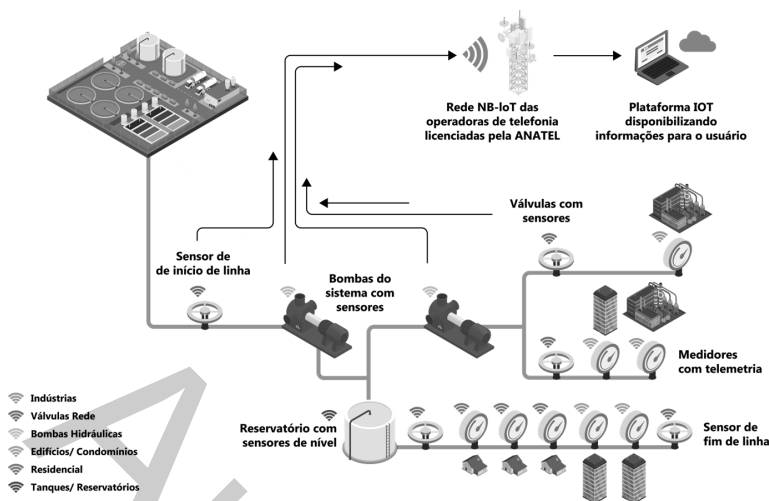 Rede NB-IoT das
operadoras de telefonia
licenciadas pela ANATEL
Plataforma IOT
disponibilizando
informações para o usuário
Válvulas com
sensores
Sensor de
de início de linha
Bombas do
sistema com
sensores
Medidores
com telemetria
Reservatório com
sensores de nível
Sensor de
fim de linha
Indústrias
Válvulas Rede
Bombas Hidráulicas
Edifícios/ Condomínios
Residencial
Tanques/ Reservatórios